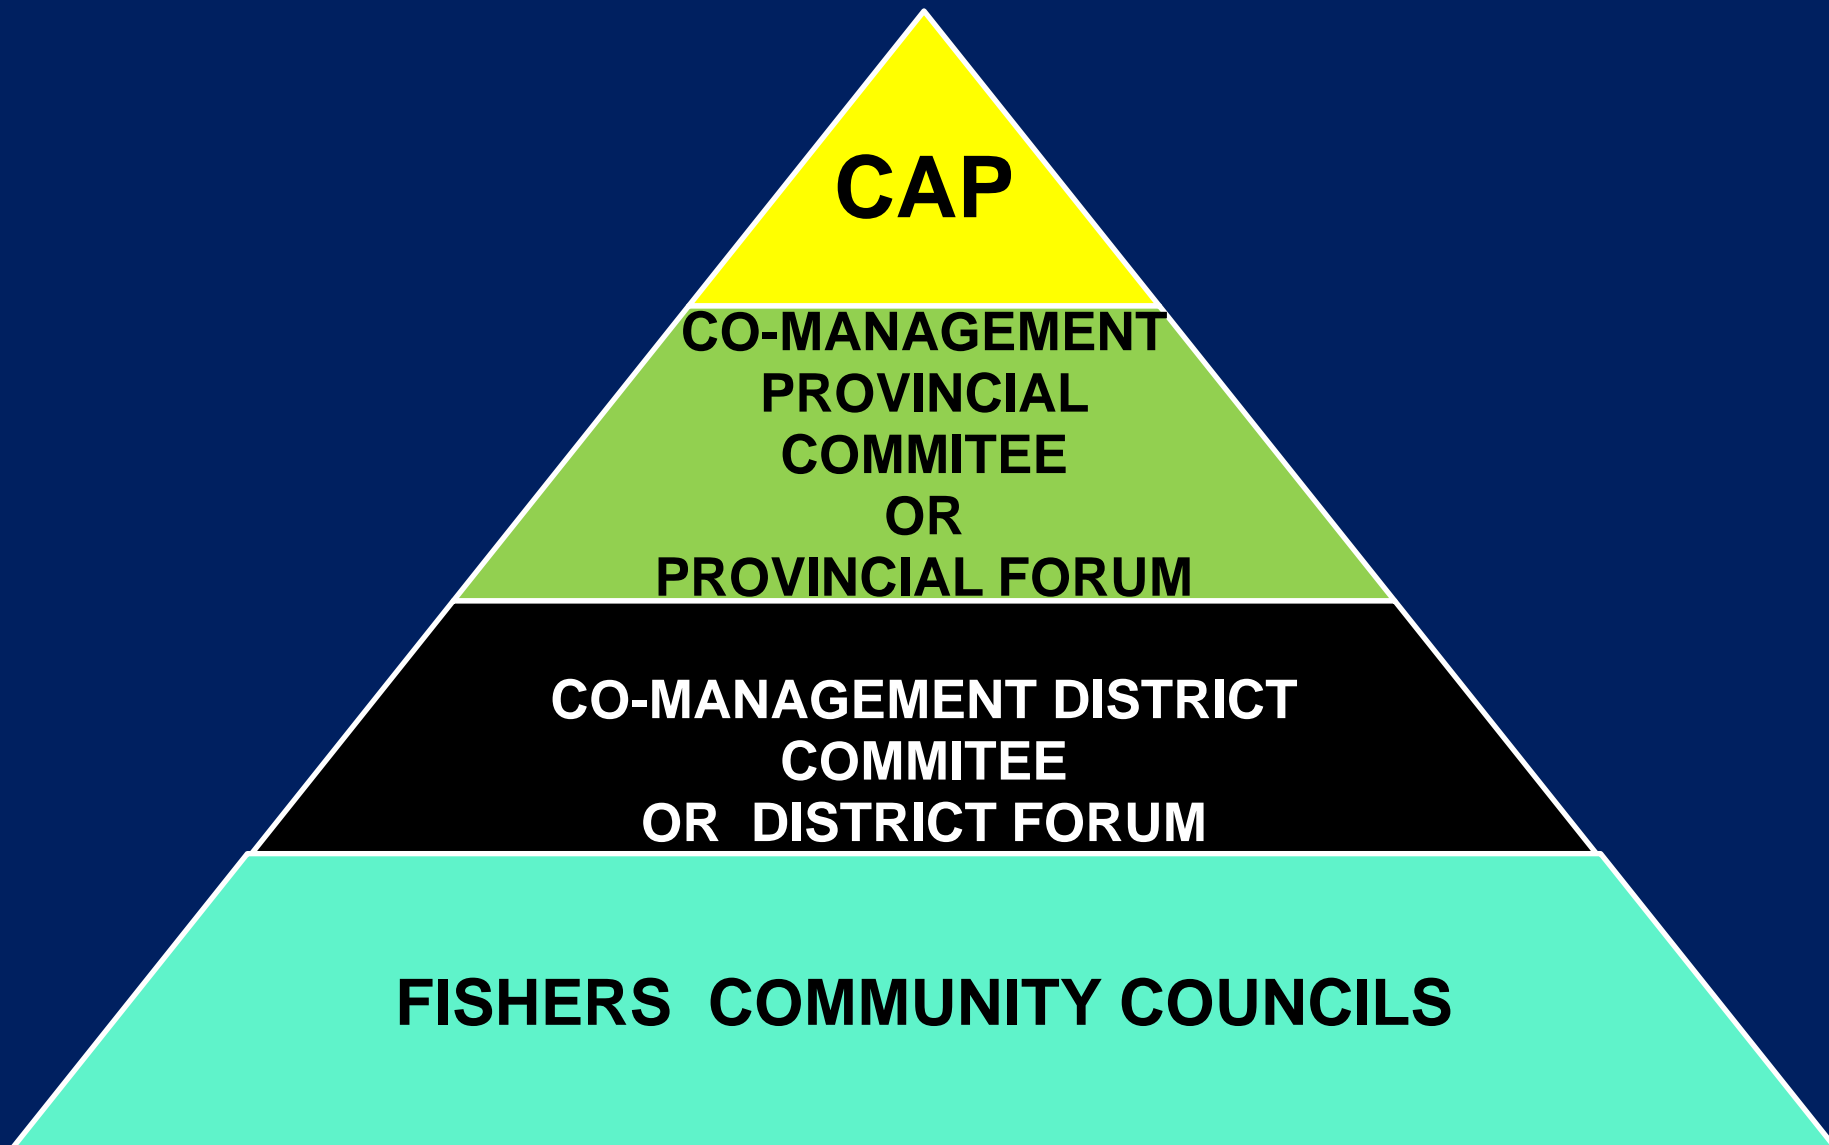 CAP
CO-MANAGEMENT
PROVINCIAL
COMMITEE
OR
PROVINCIAL FORUM
CO-MANAGEMENT DISTRICT
COMMITEE
OR  DISTRICT FORUM
FISHERS  COMMUNITY COUNCILS